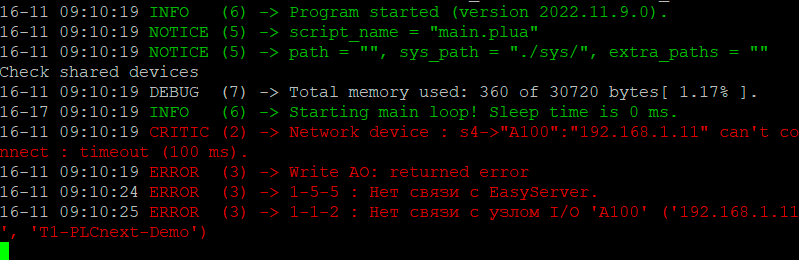 16-11 09:10:19 INFO   (6) -> Program started (version 2022.11.9.0).
16-11 09:10:19 NOTICE (5) -> script_name = "main.plua"
16-11 09:10:19 NOTICE (5) -> path = "", sys_path = "./sys/", extra_paths = ""
Check shared devices
16-11 09:10:19 DEBUG  (7) -> Total memory used: 360 of 30720 bytes[ 1.17% ].
16-17 09:10:19 INFO   (6) -> Starting main loop! Sleep time is 0 ms.
16-11 09:10:19 CRITIC (2) -> Network device : s4->"A100":"192.168.1.11" can't co
nnect : timeout (100 ms).
16-11 09:10:19 ERROR  (3) -> Write AO: returned error
16-11 09:10:24 ERROR  (3) -> 1-5-5 : Нет связи с EasyServer.
16-11 09:10:25 ERROR  (3) -> 1-1-2 : Нет связи с узлом I/O 'A100' ('192.168.1.11
', 'T1-PLCnext-Demo')